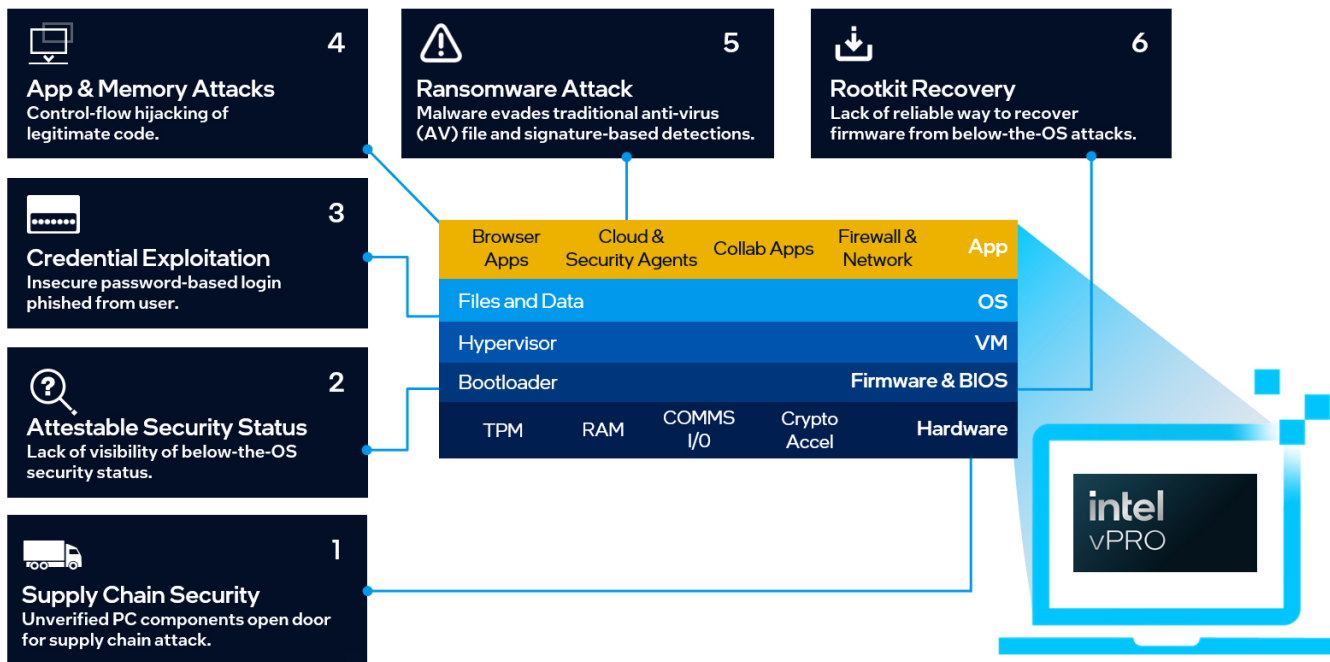 4
App & Memory Attacks
Control-flow hijacking of
legitimate code.
5
Ransomware Attack
Malware evades traditional anti-virus
(AV) file and signature-based detections.
6
Rootkit Recovery
Lack of reliable way to recover
firmware from below-the-OS attacks.
3
Credential Exploitation
Insecure password-based login
phished from user.
2
Attestable Security Status
Lack of visibility of below-the-OS
security status.
1
Supply Chain Security
Unverified PC components open door
for supply chain attack.
Browser
Apps
Cloud &
Security Agents
Collab Apps
Firewall &
Network
App
Files and Data
OS
Hypervisor
VM
Bootloader
Firmware & BIOS
TPM
RAM
COMMS
I/0
Crypto
Accel
Hardware
intel
vPRO